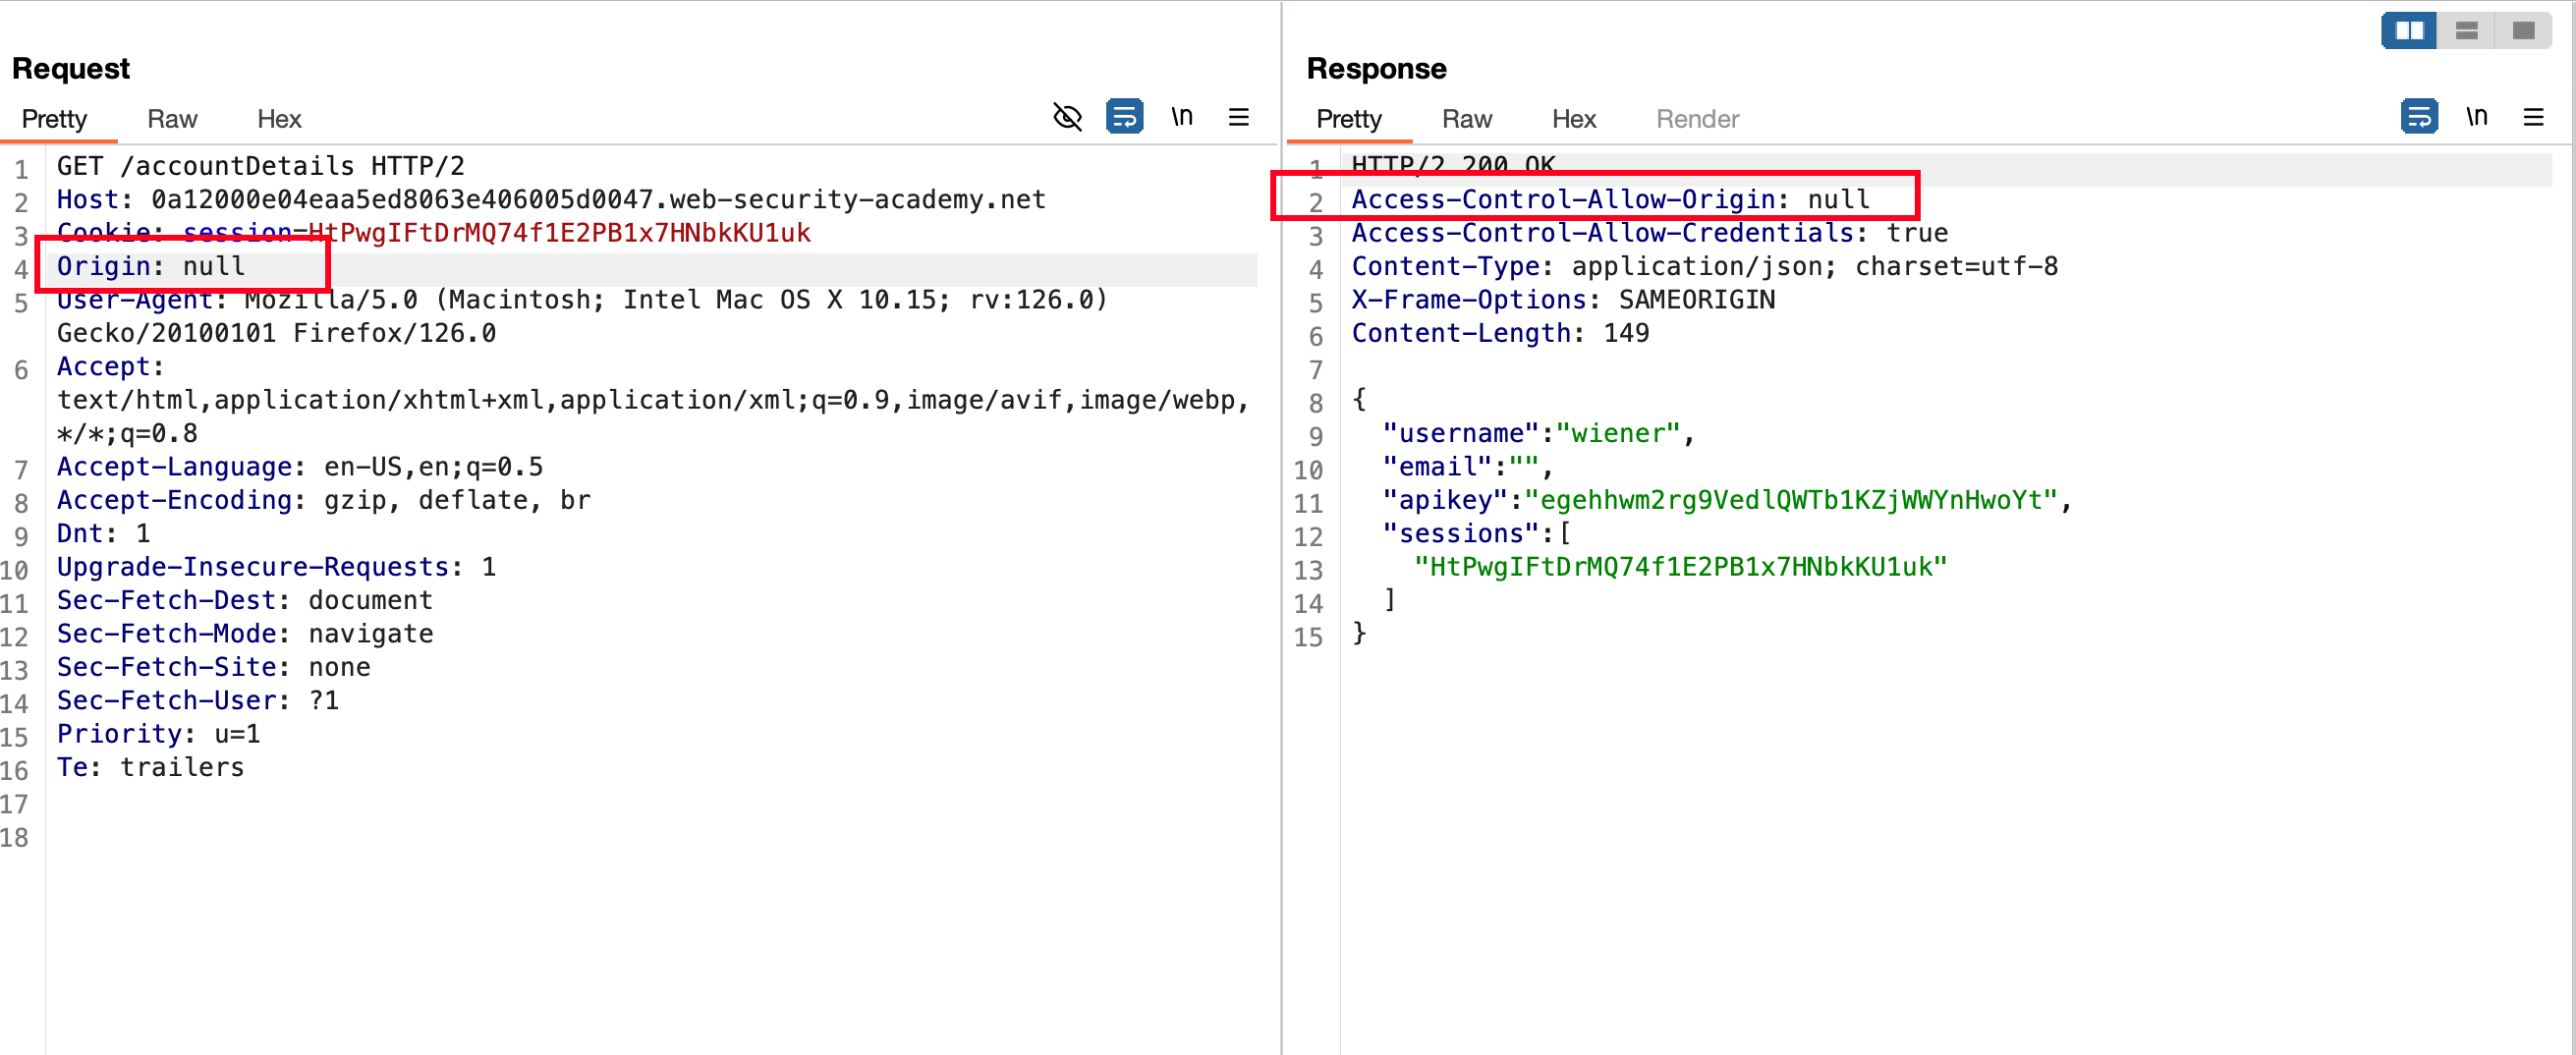 Request
Pretty Raw Hex \n
1 GET /accountDetails HTTP/2
2 Host: 0a12000e04eaa5ed8063e406005d0047.web-security-academy.net
3 Cookie: session=HtPwgIFtDrMQ74f1E2PB1x7HNbkKU1uk
4 Origin: null
5 User-Agent: Mozilla/5.0 (Macintosh; Intel Mac OS X 10.15; rv:126.0)
Gecko/20100101 Firefox/126.0
6 Accept:
text/html,application/xhtml+xml,application/xml;q=0.9,image/avif,image/webp,
*/*;q=0.8
7 Accept-Language: en-US,en;q=0.5
8 Accept-Encoding: gzip, deflate, br
9 Dnt: 1
10 Upgrade-Insecure-Requests: 1
11 Sec-Fetch-Dest: document
12 Sec-Fetch-Mode: navigate
13 Sec-Fetch-Site: none
14 Sec-Fetch-User: ?1
15 Priority: u=1
16 Te: trailers
17
18
Response
Pretty Raw Hex Render \n
1 HTTP/2 200 OK
2 Access-Control-Allow-Origin: null
3 Access-Control-Allow-Credentials: true
4 Content-Type: application/json; charset=utf-8
5 X-Frame-Options: SAMEORIGIN
6 Content-Length: 149
7
8 {
9 "username":"wiener",
10 "email":"",
11 "apikey":"egehhwm2rg9VedlQWTb1KZjWWYnHwoYt",
12 "sessions":[
13 "HtPwgIFtDrMQ74f1E2PB1x7HNbkKU1uk"
14 ]
15 }